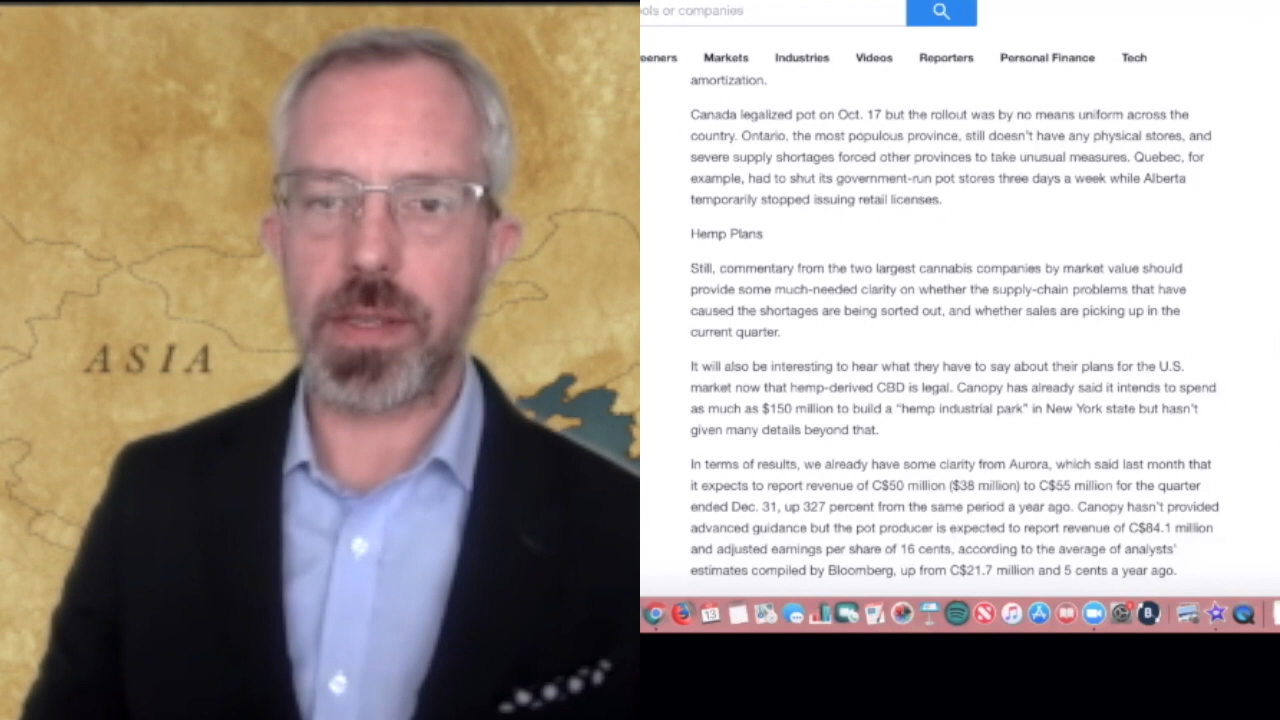 ASIA
ols or companies
eeners Markets Industries Videos Reporters Personal Finance Tech
amortization.
Canada legalized pot on Oct. 17 but the rollout was by no means uniform across the
country. Ontario, the most populous province, still doesn't have any physical stores, and
severe supply shortages forced other provinces to take unusual measures. Quebec, for
example, had to shut its government-run pot stores three days a week while Alberta
temporarily stopped issuing retail licenses.
Hemp Plans
Still, commentary from the two largest cannabis companies by market value should
provide some much-needed clarity on whether the supply-chain problems that have
caused the shortages are being sorted out, and whether sales are picking up in the
current quarter.
It will also be interesting to hear what they have to say about their plans for the U.S.
market now that hemp-derived CBD is legal. Canopy has already said it intends to spend
as much as $150 million to build a “hemp industrial park” in New York state but hasn't
given many details beyond that.
In terms of results, we already have some clarity from Aurora, which said last month that
it expects to report revenue of C$50 million ($38 million) to C$55 million for the quarter
ended Dec. 31, up 327 percent from the same period a year ago. Canopy hasn't provided
advanced guidance but the pot producer is expected to report revenue of C$84.1 million
and adjusted earnings per share of 16 cents, according to the average of analysts'
estimates compiled by Bloomberg, up from C$21.7 million and 5 cents a year ago.
13
B.